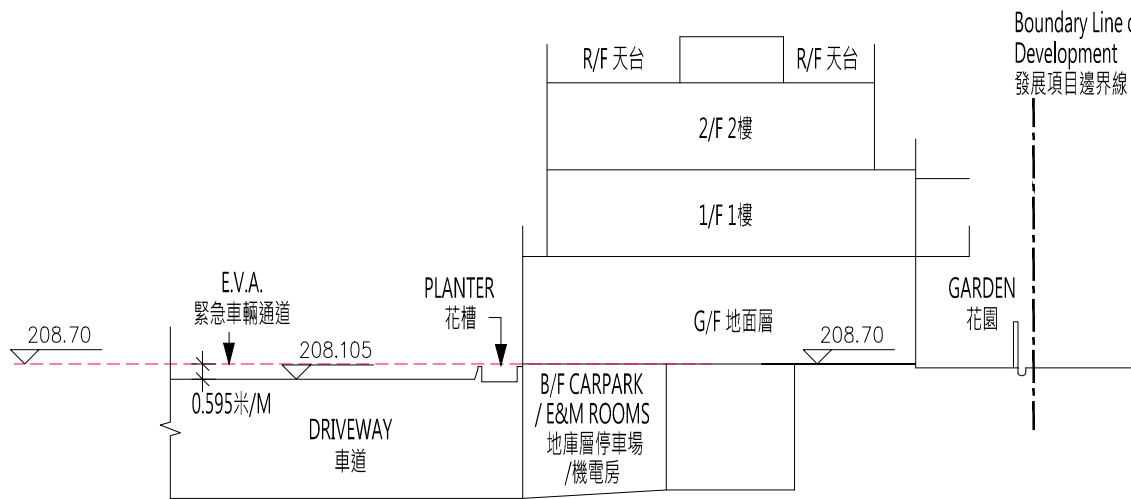 Boundary Line o
Development
發展項目邊界線
R/F 天台
R/F 天台
2/F 2樓
1/F 1樓
E.V.A.
緊急車輛通道
PLANTER
花槽
GARDEN
花園
G/F 地面層
208.70
208.105
208.70
0.595米/M
B/F CARPARK
/ E&M ROOMS
地庫層停車場
/機電房
DRIVEWAY
車道